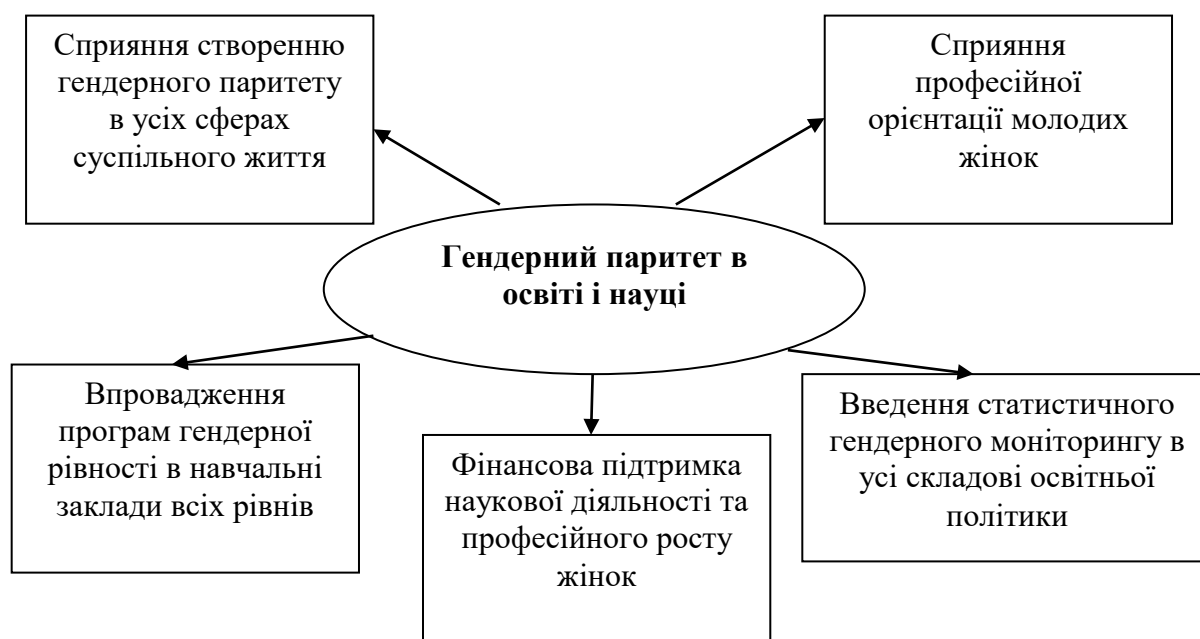 Сприяння створенню
гендерного паритету
в усіх сферах
суспільного життя
Сприяння
професійної
орієнтації молодих
жінок
Гендерний паритет в
освіті і науці
Впровадження
програм гендерної
рівності в навчальні
заклади всіх рівнів
Фінансова підтримка
наукової діяльності та
професійного росту
жінок
Введення статистичного
гендерного моніторингу в
усі складові освітньої
політики